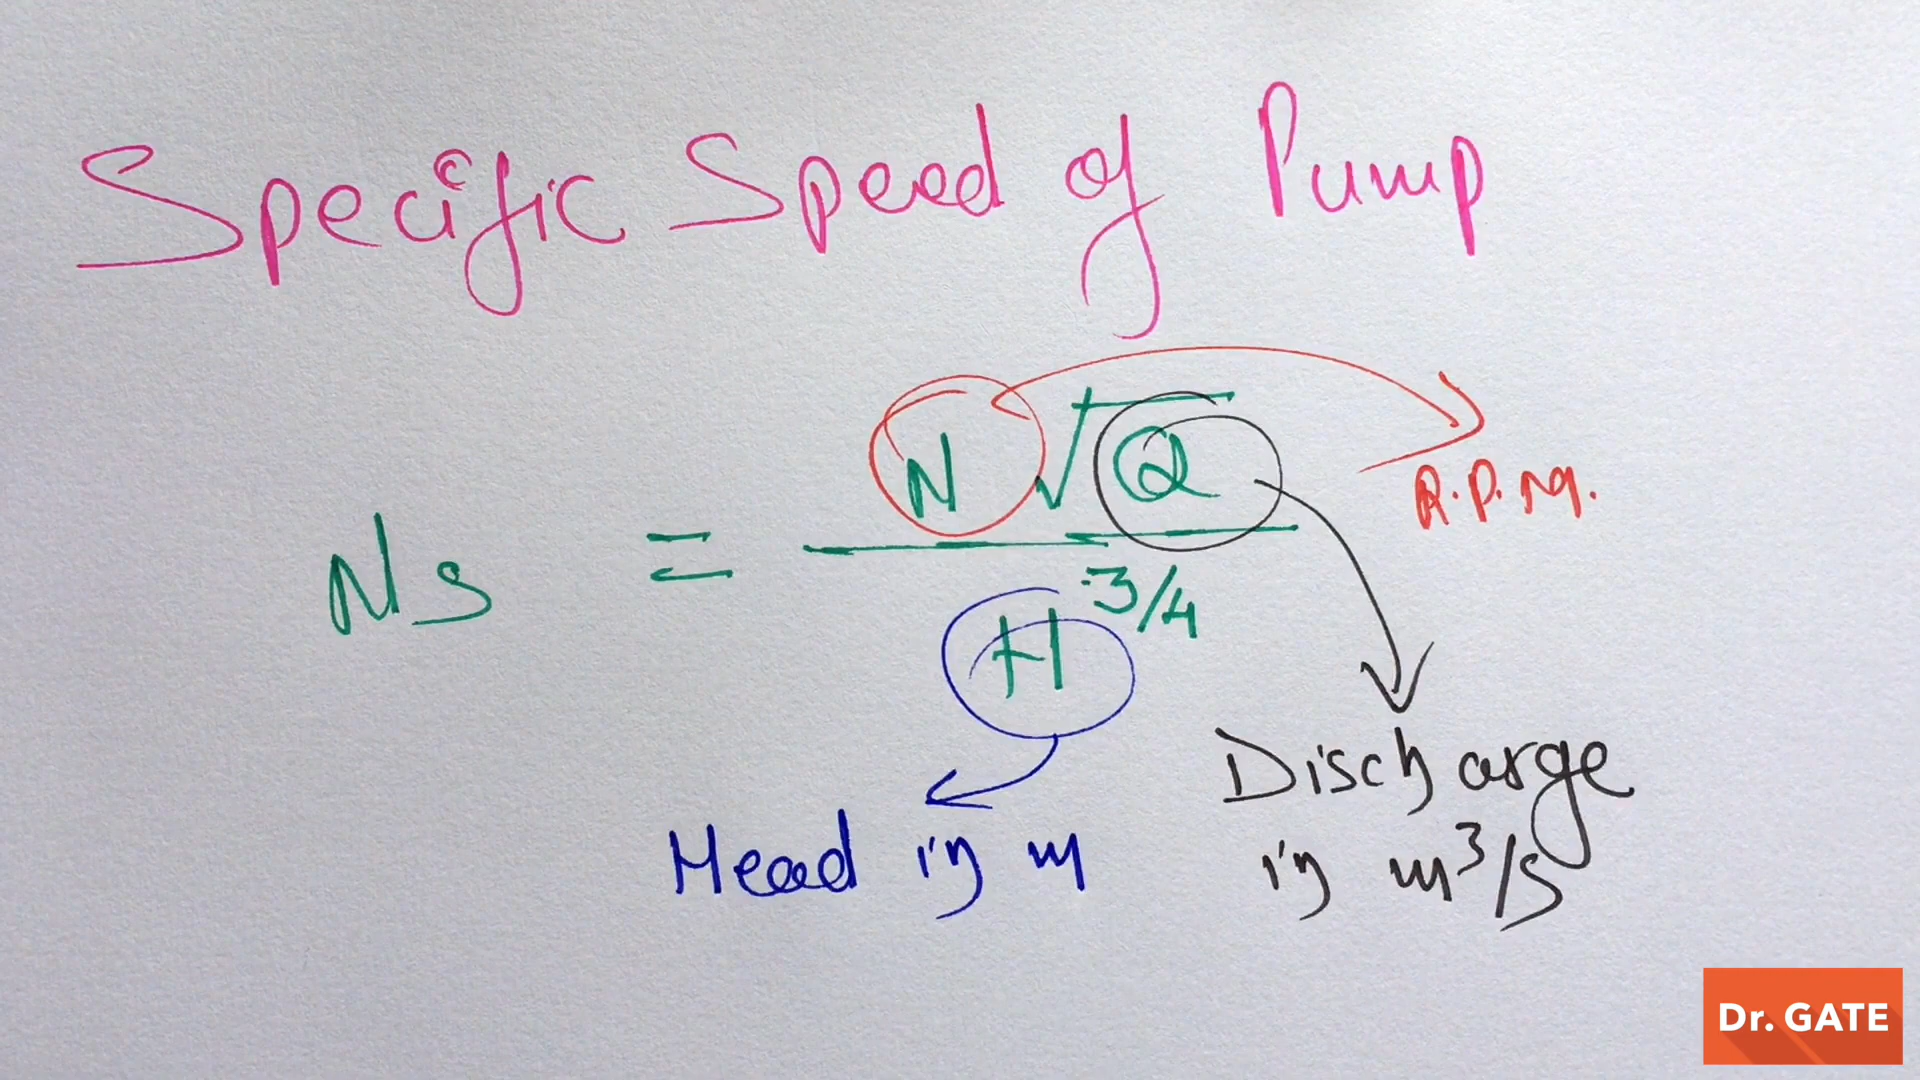 Specific Speed of Pump
Ns = N√Q / H^3/4
R.P.M.
Head in m
Discharge
in m³/s
Dr. GATE